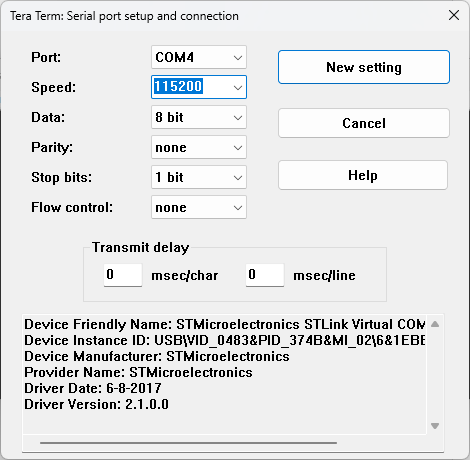 Tera Term: Serial port setup and connection
Port: COM4
New setting
Speed: 115200
Data: 8 bit
Cancel
Parity: none
Stop bits: 1 bit
Help
Flow control: none
Transmit delay
0 msec/char 0 msec/line
Device Friendly Name: STMicroelectronics STLink Virtual COM
Device Instance ID: USB\VID_0483&PID_374B&MI_02\6&1EBE
Device Manufacturer: STMicroelectronics
Provider Name: STMicroelectronics
Driver Date: 6-8-2017
Driver Version: 2.1.0.0